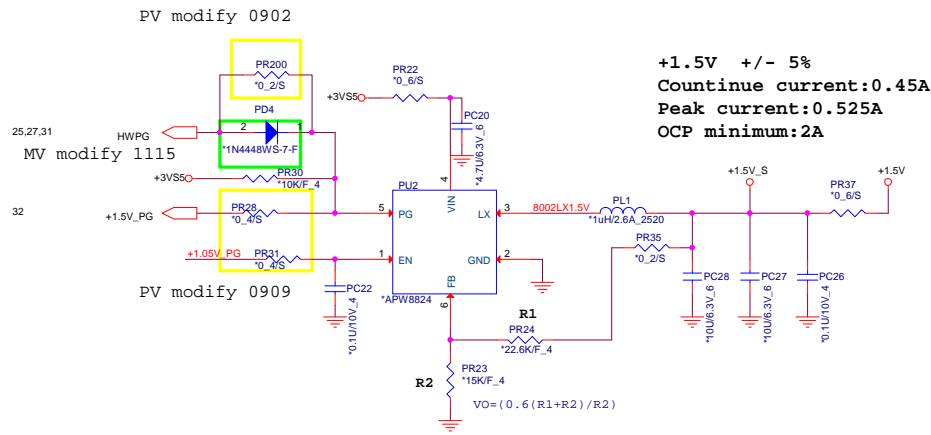 PV modify 0902
+1.5V +/- 5%
Countinue current:0.45A
Peak current:0.525A
OCP minimum:2A
PR200
*0_2/S
PR22
*0_6/S
+3VS5
PD4
PC20
*4.7U/6.3V_6
25,27,31
HWPG
2
1
*1N4448WS-7-F
MV modify 1115
+3VS5
PR30
*10K/F_4
PU2
4
VIN
+1.5V_S
+1.5V
PR37
*0_6/S
32
+1.5V_PG
PR28
*0_4/S
5
PG
LX
3
8002LX1.5V
PL1
*1uH/2.6A_2520
PR35
*0_2/S
+1.05V_PG
PR31
*0_4/S
1
EN
GND
2
FB
6
PC22
*0.1U/10V_4
*APW8824
PC28
*10U/6.3V_6
PC27
*10U/6.3V_6
PC26
*0.1U/10V_4
PV modify 0909
R1
PR24
*22.6K/F_4
R2
PR23
*15K/F_4
VO=(0.6(R1+R2)/R2)